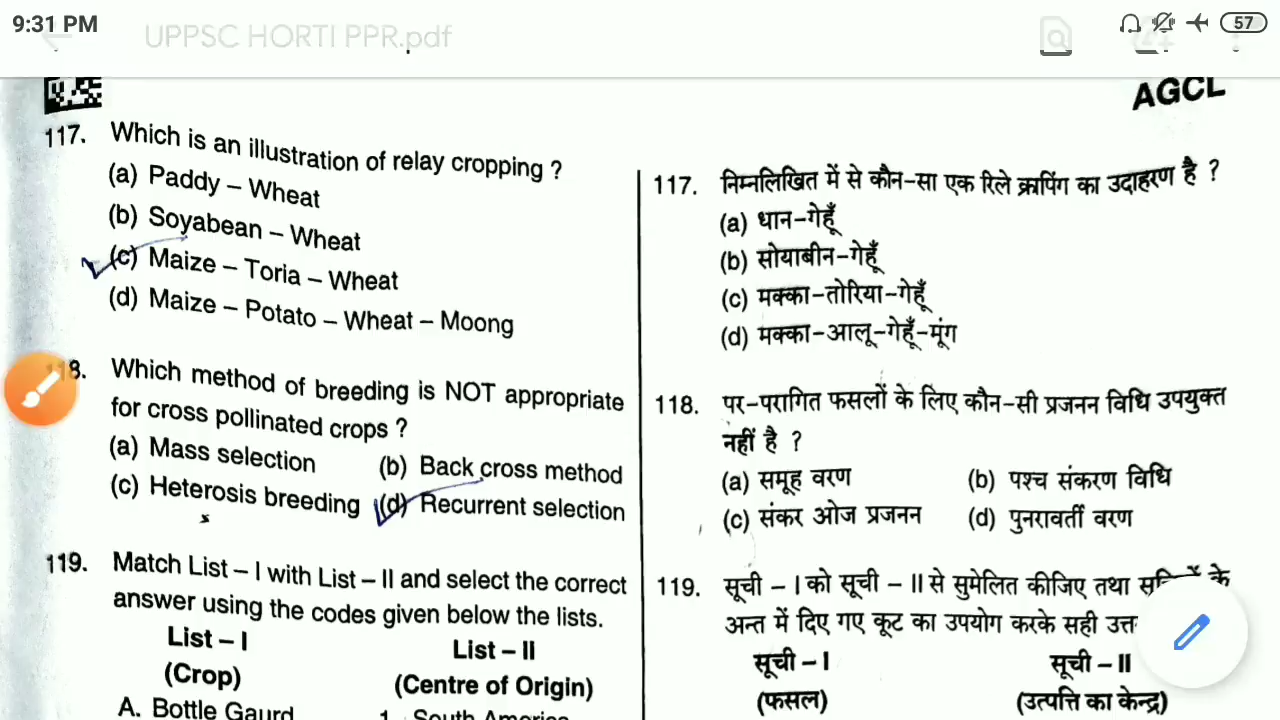 9:31 PM
57
UPPSC HORTI PPR.pdf
AGCL
117. Which is an illustration of relay cropping ?
(a) Paddy – Wheat
(b) Soyabean – Wheat
(c) Maize – Toria – Wheat
(d) Maize – Potato – Wheat – Moong
118. Which method of breeding is NOT appropriate
for cross pollinated crops ?
(a) Mass selection (b) Back cross method
(c) Heterosis breeding (d) Recurrent selection
119. Match List – I with List – II and select the correct
answer using the codes given below the lists.
List – I List – II
(Crop) (Centre of Origin)
A. Bottle Gaurd 1. South America
117. निम्नलिखित में से कौन-सा एक रिले क्रापिंग का उदाहरण है ?
(a) धान-गेहूँ
(b) सोयाबीन-गेहूँ
(c) मक्का-तोरिया-गेहूँ
(d) मक्का-आलू-गेहूँ-मूंग
118. पर-परागित फसलों के लिए कौन-सी प्रजनन विधि उपयुक्त
नहीं है ?
(a) समूह वरण (b) पश्च संकरण विधि
(c) संकर ओज प्रजनन (d) पुनरावर्ती वरण
119. सूची – I को सूची – II से सुमेलित कीजिए तथा के
अन्त में दिए गए कूट का उपयोग करके सही
सूची – I सूची – II
(फसल) (उत्पत्ति का केन्द्र)